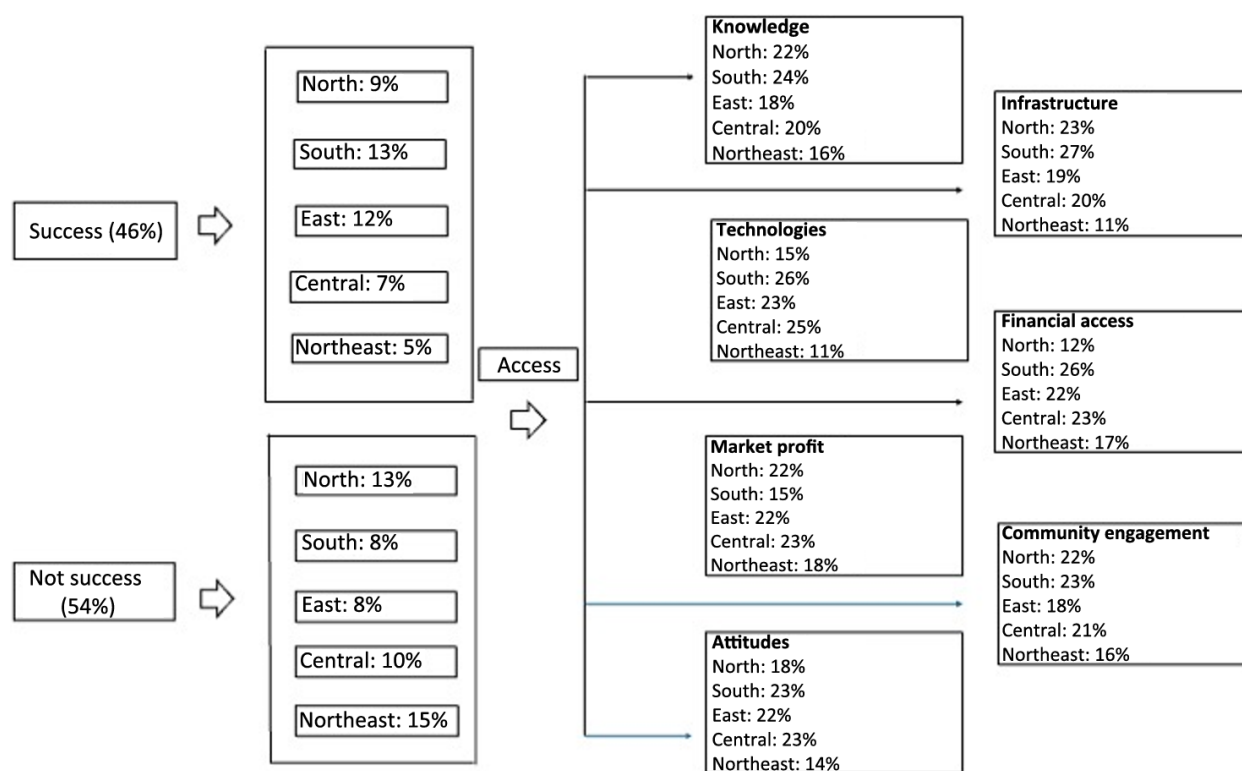 Success (46%)
North: 9%
South: 13%
East: 12%
Central: 7%
Northeast: 5%
Not success
(54%)
North: 13%
South: 8%
East: 8%
Central: 10%
Northeast: 15%
Access
Knowledge
North: 22%
South: 24%
East: 18%
Central: 20%
Northeast: 16%
Infrastructure
North: 23%
South: 27%
East: 19%
Central: 20%
Northeast: 11%
Technologies
North: 15%
South: 26%
East: 23%
Central: 25%
Northeast: 11%
Financial access
North: 12%
South: 26%
East: 22%
Central: 23%
Northeast: 17%
Market profit
North: 22%
South: 15%
East: 22%
Central: 23%
Northeast: 18%
Community engagement
North: 22%
South: 23%
East: 18%
Central: 21%
Northeast: 16%
Attitudes
North: 18%
South: 23%
East: 22%
Central: 23%
Northeast: 14%